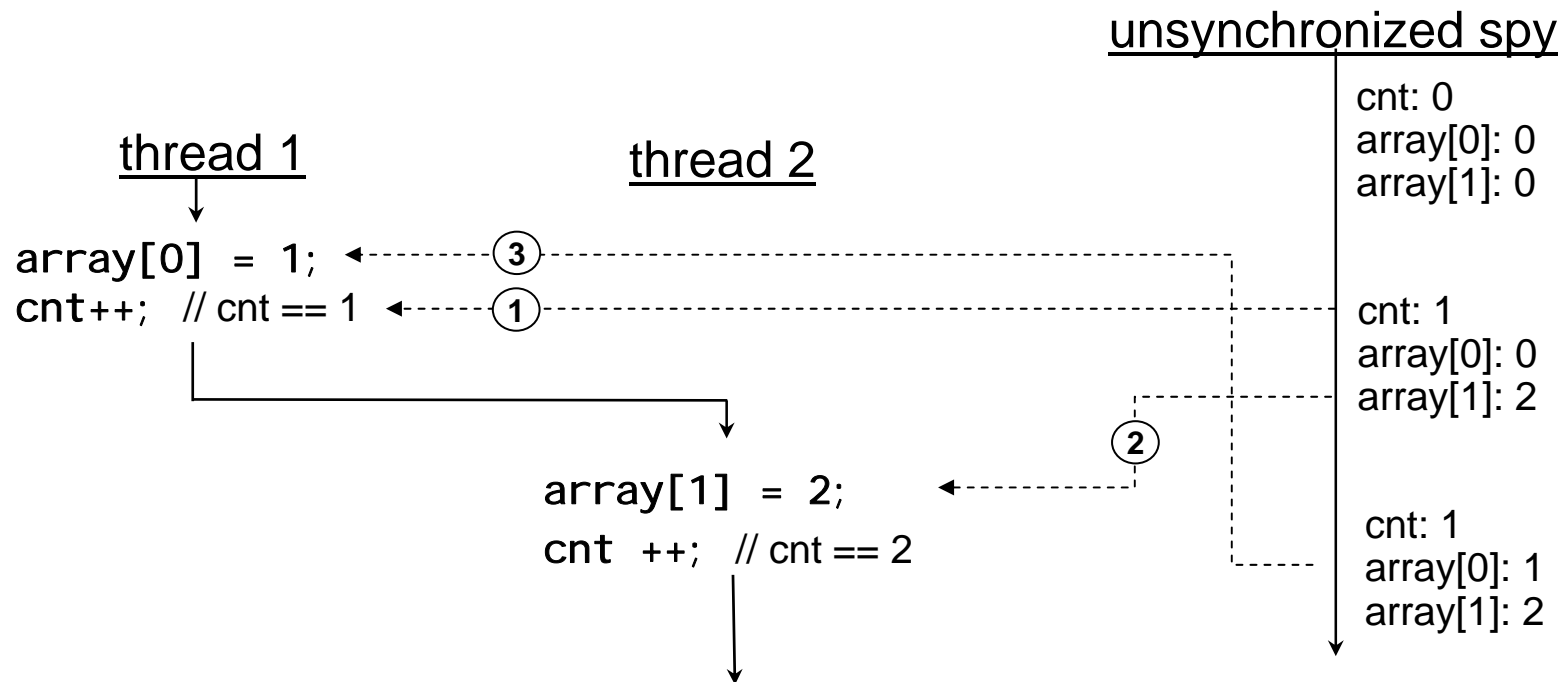 unsynchronized spy
cnt: 0
array[0]: 0
array[1]: 0
thread 1
thread 2
array[0] = 1;
3
cnt++; // cnt == 1
1
cnt: 1
array[0]: 0
array[1]: 2
2
array[1] = 2;
cnt ++; // cnt == 2
cnt: 1
array[0]: 1
array[1]: 2